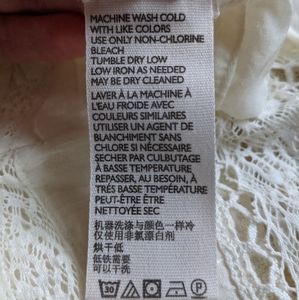 MACHINE WASH COLD
WITH LIKE COLORS
USE ONLY NON-CHLORINE
BLEACH
TUMBLE DRY LOW
LOW IRON AS NEEDED
MAY BE DRY CLEANED
LAVER À LA MACHINE À
L'EAU FROIDE AVEC
COULEURS SIMILAIRES
UTILISER UN AGENT DE
BLANCHIMENT SANS
CHLORE SI NÉCESSAIRE
SECHER PAR CULBUTAGE
À BASSE TEMPERATURE
REPASSER, AU BESOIN, À
TRÉS BASSE TEMPÉRATURE
PEUT-ÊTRE ÊTRE
NETTOYÉE SEC
机器洗涤与颜色一样冷
仅使用非氯漂白剂
烘干低
低铁需要
可以干洗
30